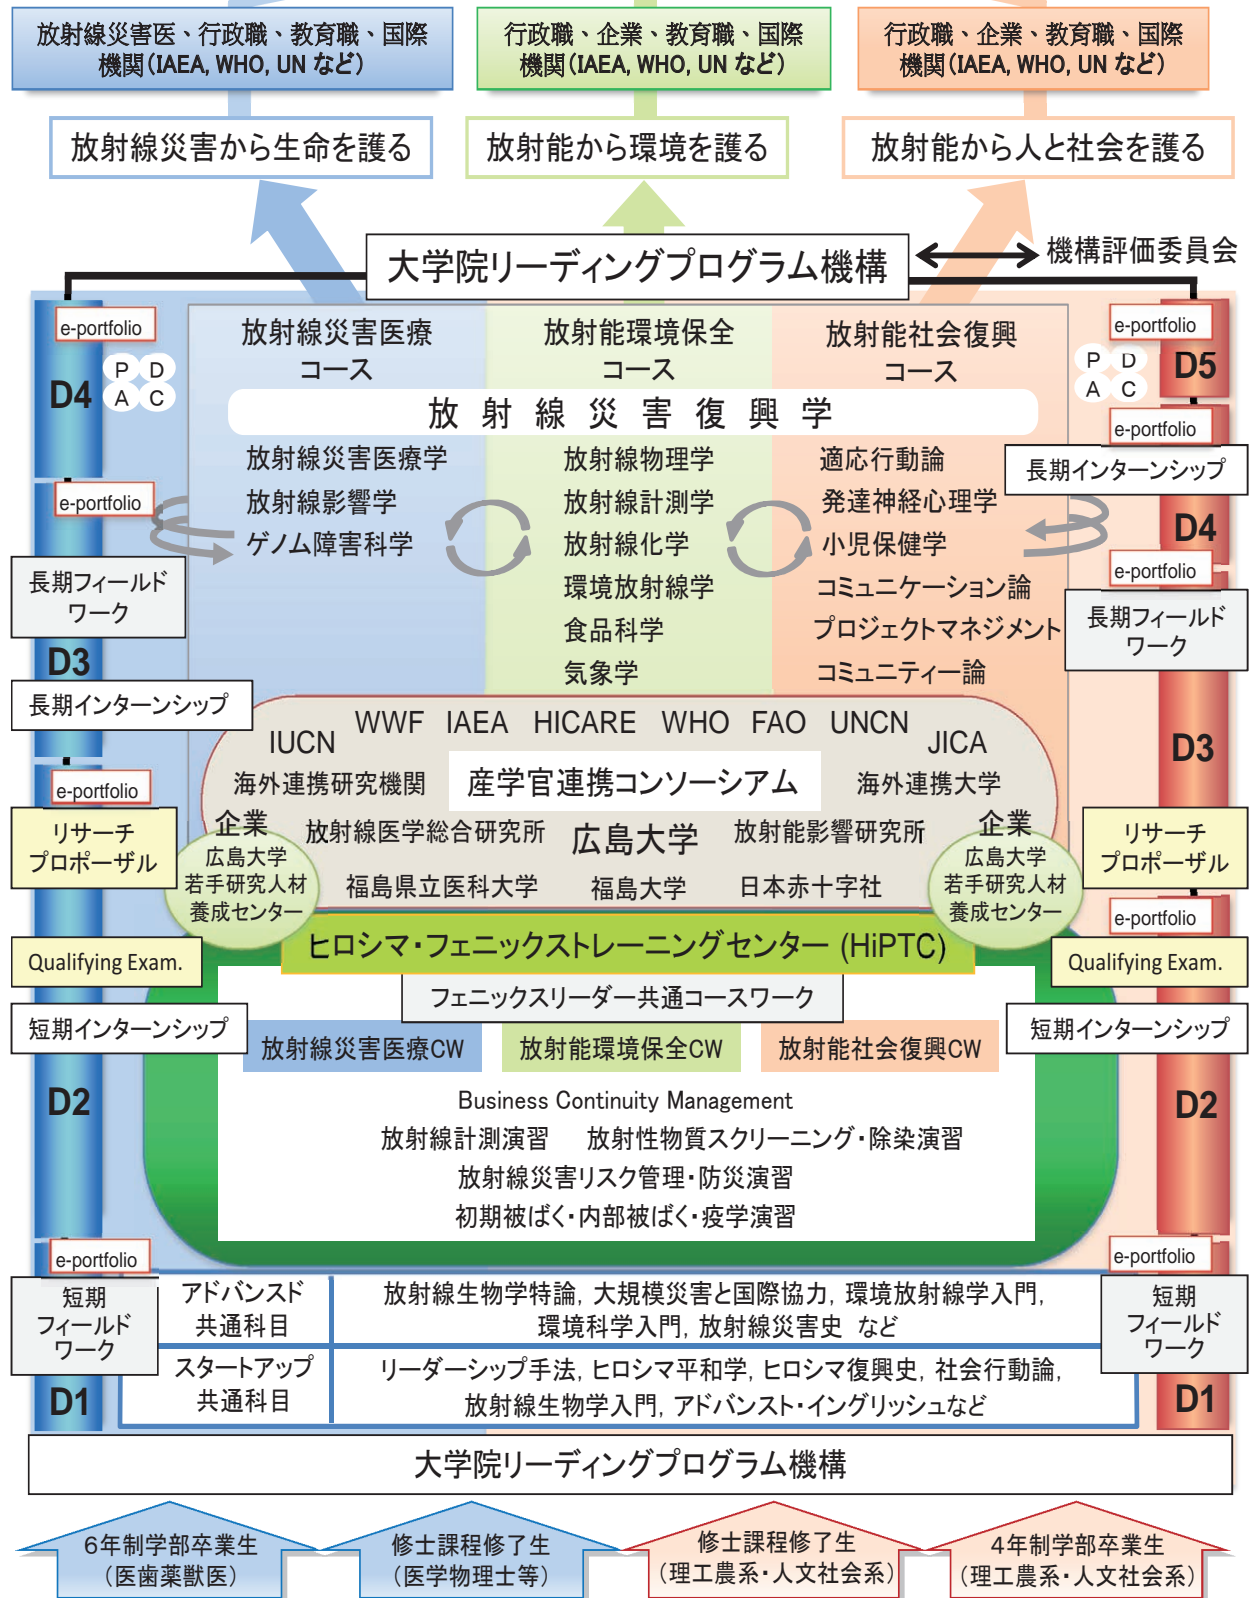 放射線災害医、行政職、教育職、国際
機関(IAEA, WHO, UN など)
行政職、企業、教育職、国際
機関(IAEA, WHO, UN など)
行政職、企業、教育職、国際
機関(IAEA, WHO, UN など)
放射線災害から生命を護る
放射能から環境を護る
放射能から人と社会を護る
大学院リーディングプログラム機構
機構評価委員会
e-portfolio
D4
P D
A C
放射線災害医療
コース
放射能環境保全
コース
放射能社会復興
コース
e-portfolio
D5
P D
A C
e-portfolio
放射線災害復興学
放射線災害医療学
放射線影響学
ゲノム障害科学
放射線物理学
放射線計測学
放射線化学
環境放射線学
食品科学
気象学
適応行動論
発達神経心理学
小児保健学
コミュニケーション論
プロジェクトマネジメント
コミュニティー論
e-portfolio
長期フィールド
ワーク
D3
長期インターンシップ
長期インターンシップ
D4
e-portfolio
長期フィールド
ワーク
D3
WWF IAEA HICARE WHO FAO UNCN
IUCN
JICA
海外連携研究機関
産学官連携コンソーシアム
海外連携大学
企業
放射線医学総合研究所
広島大学
放射能影響研究所
企業
広島大学
若手研究人材
養成センター
福島県立医科大学
福島大学
日本赤十字社
広島大学
若手研究人材
養成センター
e-portfolio
リサーチ
プロポーザル
リサーチ
プロポーザル
e-portfolio
Qualifying Exam.
Qualifying Exam.
短期インターンシップ
短期インターンシップ
ヒロシマ・フェニックストレーニングセンター (HiPTC)
フェニックスリーダー共通コースワーク
放射線災害医療CW
放射能環境保全CW
放射能社会復興CW
D2
D2
Business Continuity Management
放射線計測演習 放射性物質スクリーニング・除染演習
放射線災害リスク管理・防災演習
初期被ばく・内部被ばく・疫学演習
e-portfolio
e-portfolio
短期
フィールド
ワーク
D1
アドバンスド
共通科目
放射線生物学特論, 大規模災害と国際協力, 環境放射線学入門,
環境科学入門, 放射線災害史 など
スタートアップ
共通科目
リーダーシップ手法, ヒロシマ平和学, ヒロシマ復興史, 社会行動論,
放射線生物学入門, アドバンスト・イングリッシュなど
短期
フィールド
ワーク
D1
大学院リーディングプログラム機構
6年制学部卒業生
(医歯薬獣医)
修士課程修了生
(医学物理士等)
修士課程修了生
(理工農系・人文社会系)
4年制学部卒業生
(理工農系・人文社会系)